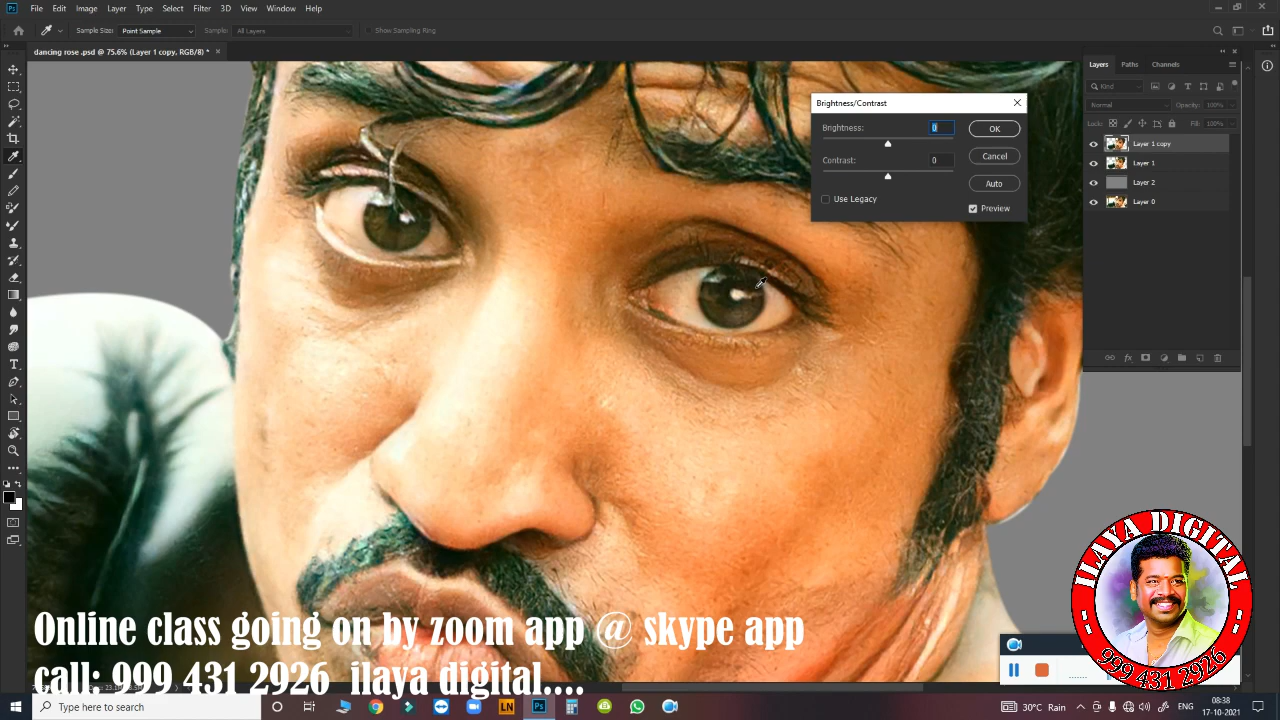 File Edit Image Layer Type Select Filter 3D View Window Help
Sample Size: Point Sample Sample: All Layers Show Sampling Ring
dancing rose .psd @ 75.6% (Layer 1 copy, RGB/8) * ×
Layers Paths Channels
Kind
Normal Opacity: 100%
Lock: Fill: 100%
Layer 1 copy
Layer 1
Layer 2
Layer 0
Brightness/Contrast
Brightness: 0 OK
Contrast: 0 Cancel
Auto
Use Legacy
Preview
Online class going on by zoom app @ skype app
call: 999 431 2926 ilaya digital....
ILAYA DIGITAL
999 431 2926
Type here to search
LN
Ps
30°C Rain
ENG
08:38
17-10-2021